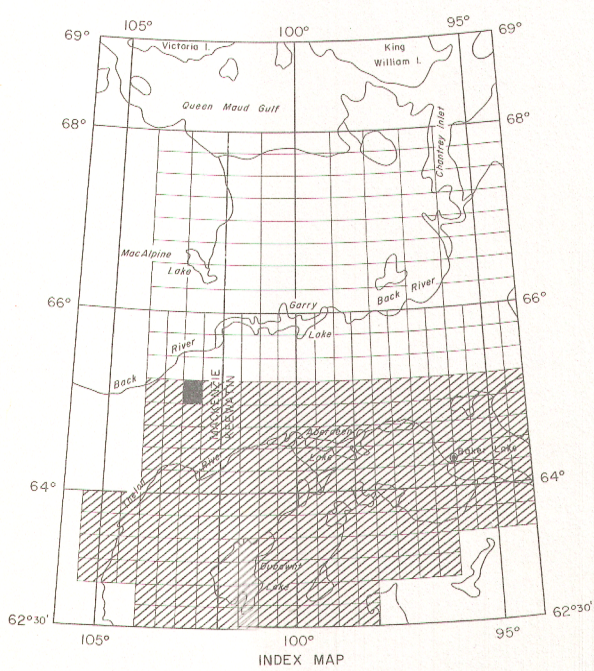 105° 100° 95°
69° 69°
Victoria I.
King
William I.
Queen Maud Gulf
68° 68°
Chantrey Inlet
MacAlpine
Lake
Back River
66° 66°
Garry
Lake
River
Back
MACKENZIE
KEEWATIN
Aberdeen
Lake
Baker Lake
River
Thelon
64° 64°
Dubawnt
Lake
62°30' 62°30'
105° 100° 95°
INDEX MAP